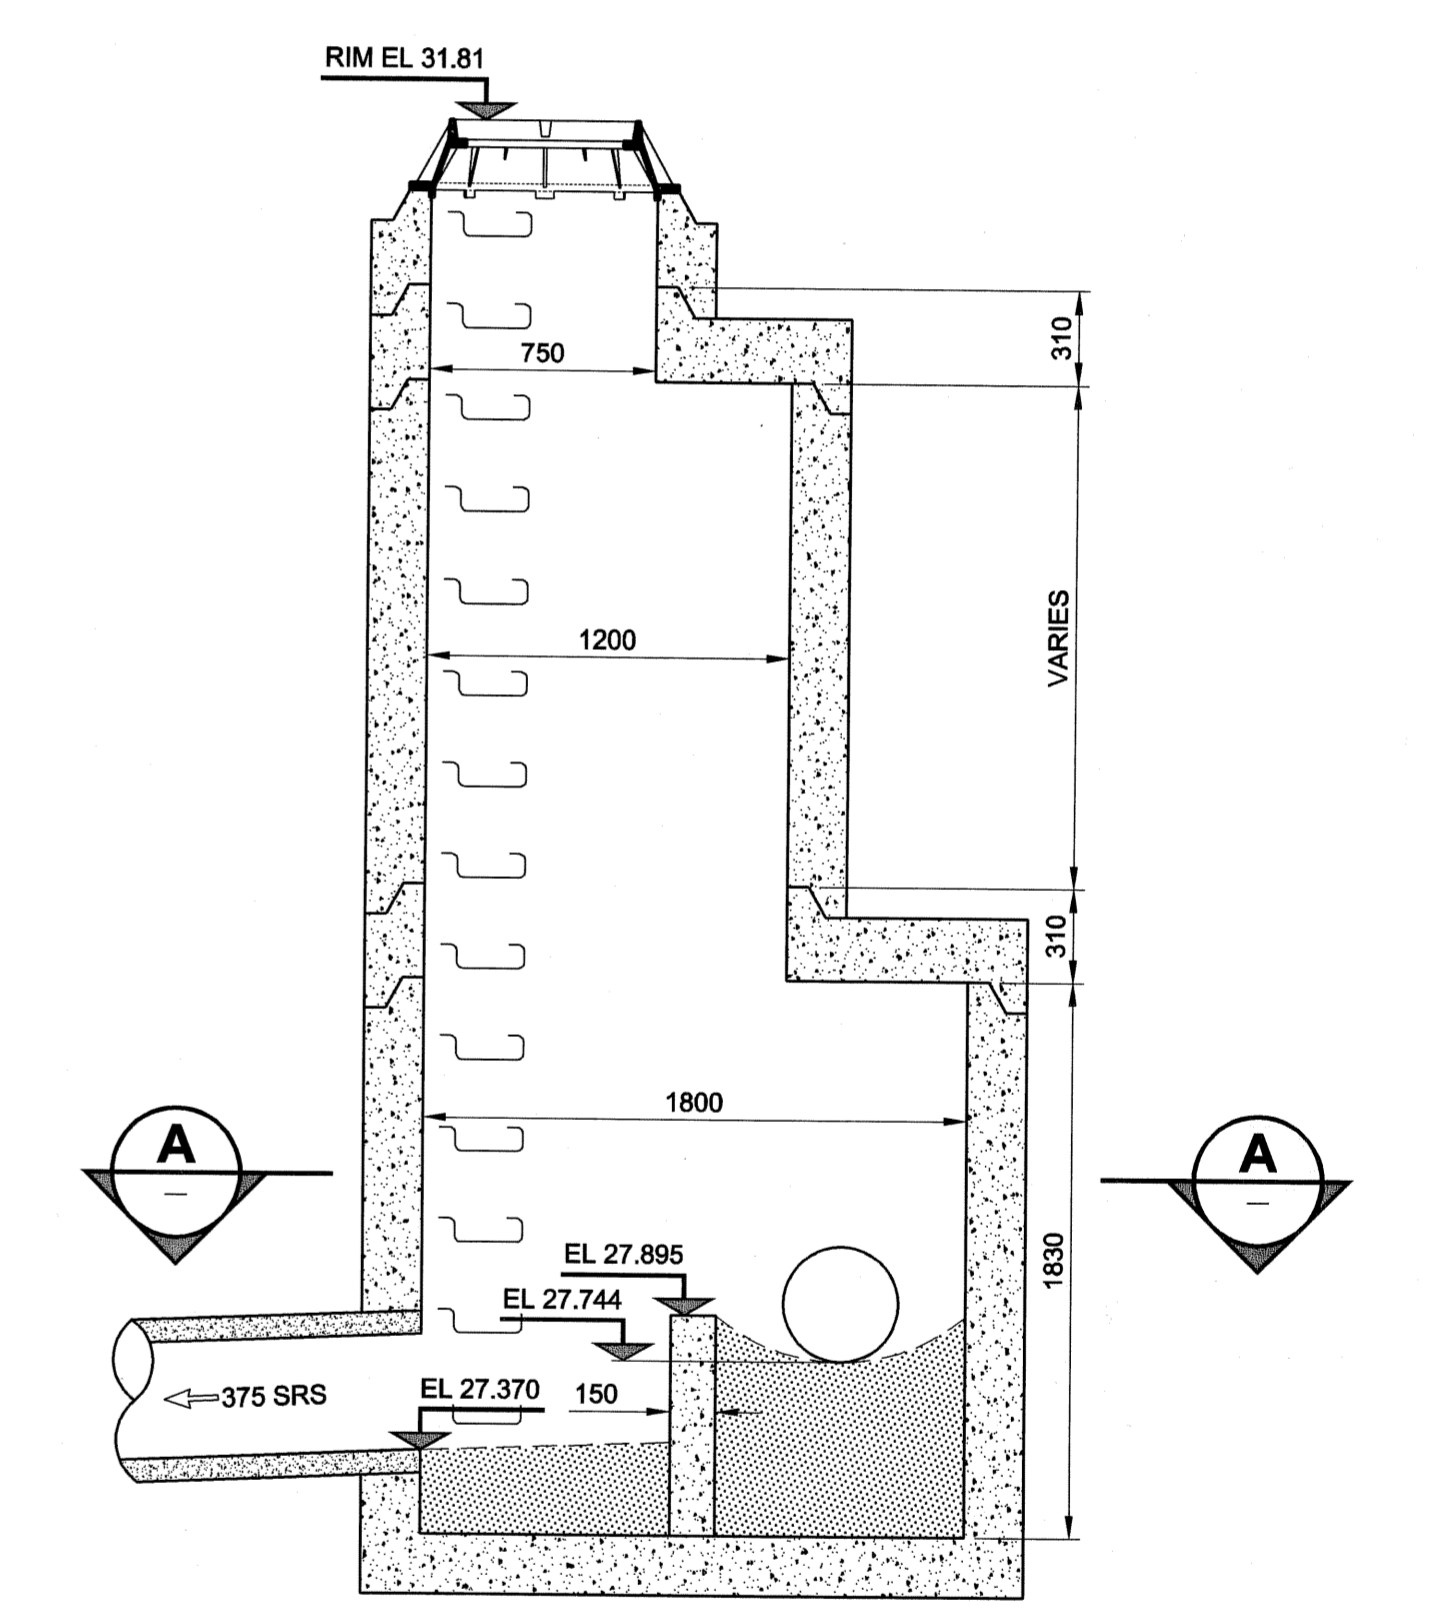 RIM EL 31.81
310
750
VARIES
1200
310
1800
A
–
A
–
1830
EL 27.895
EL 27.744
375 SRS
EL 27.370
150